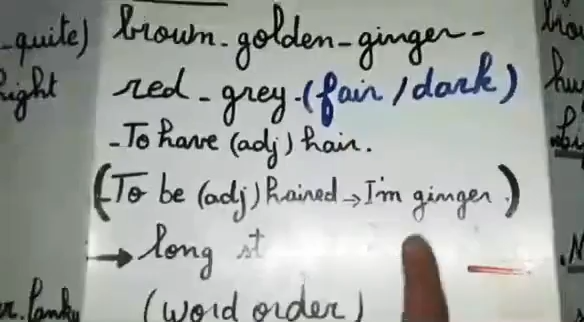 quite) brown - golden - ginger -
right red - grey. (fair / dark)
- To have (adj) hair.
(To be (adj) haired → I'm ginger.)
→ long st
(word order)